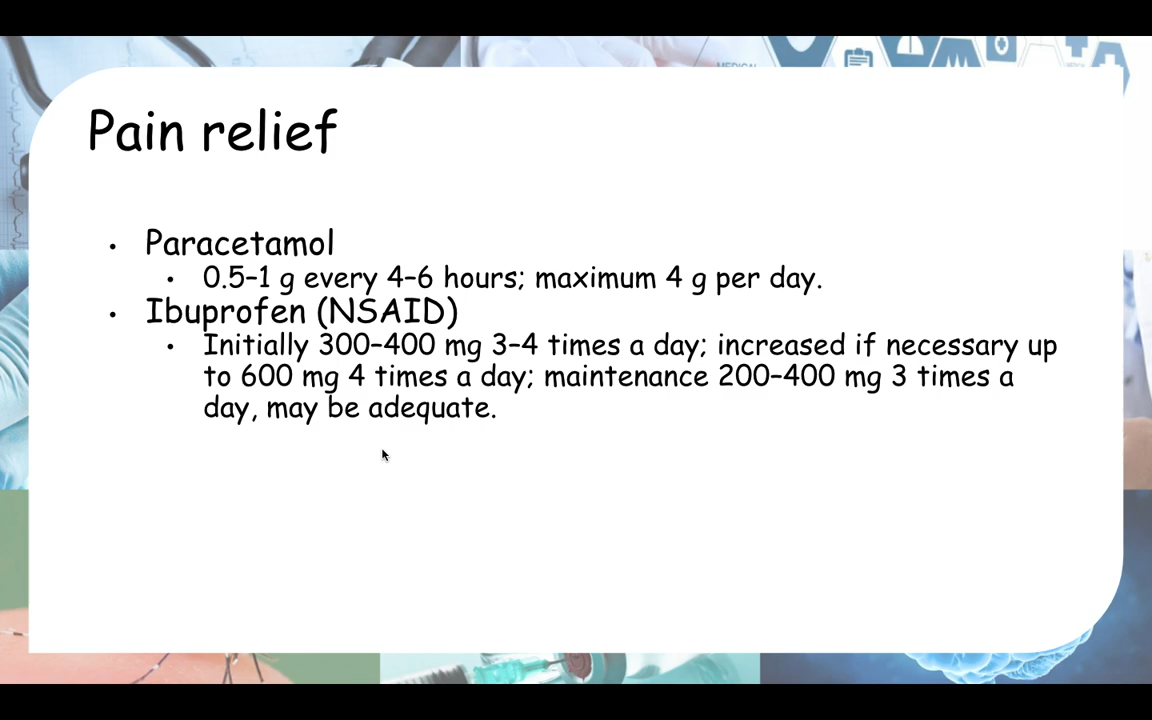 MEDICAL
Pain relief
• Paracetamol
• 0.5–1 g every 4–6 hours; maximum 4 g per day.
• Ibuprofen (NSAID)
• Initially 300–400 mg 3–4 times a day; increased if necessary up
to 600 mg 4 times a day; maintenance 200–400 mg 3 times a
day, may be adequate.